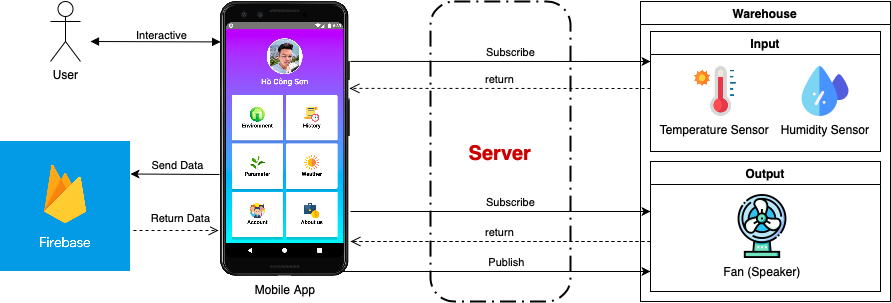 User
Interactive
Hồ Công Sơn
Environment
History
Parameter
Weather
Account
About us
Mobile App
Firebase
Send Data
Return Data
Server
Subscribe
return
Subscribe
return
Publish
Warehouse
Input
Temperature Sensor
Humidity Sensor
Output
Fan (Speaker)